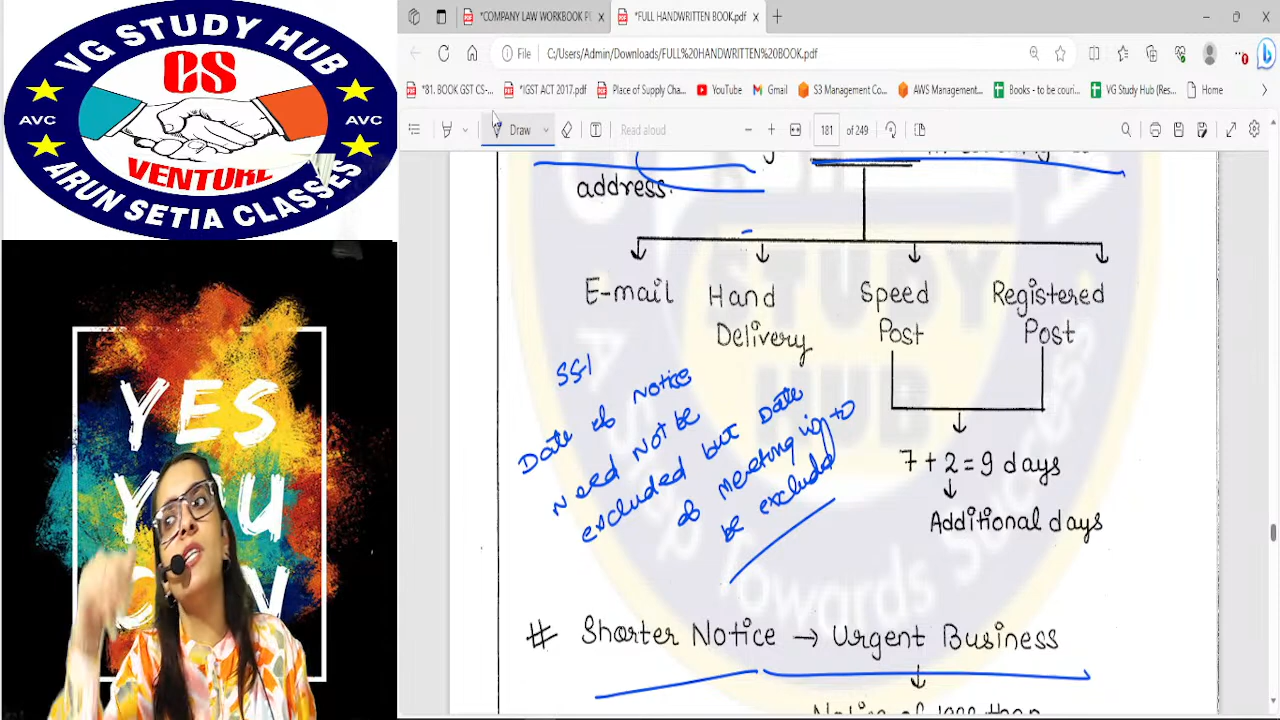 VG STUDY HUB
CS
AVC
AVC
VENTURE
ARUN SETIA CLASSES
YES
YOU
*COMPANY LAW WORKBOOK
*FULL HANDWRITTEN BOOK.pdf
File
C:/Users/Admin/Downloads/FULL%20HANDWRITTEN%20BOOK.pdf
*81. BOOK GST CS-...
*IGST ACT 2017.pdf
Place of Supply Cha...
YouTube
Gmail
S3 Management Co...
AWS Management...
Books - to be couri...
VG Study Hub (Res...
Home
Draw
Read aloud
181
of 249
address.
E-mail
Hand
Delivery
Speed
Post
Registered
Post
SS-1
Date of Notice
Need Not be
excluded but Date
of meeting is to
be excluded
7 + 2 = 9 days
Additional days
# Shorter Notice → Urgent Business